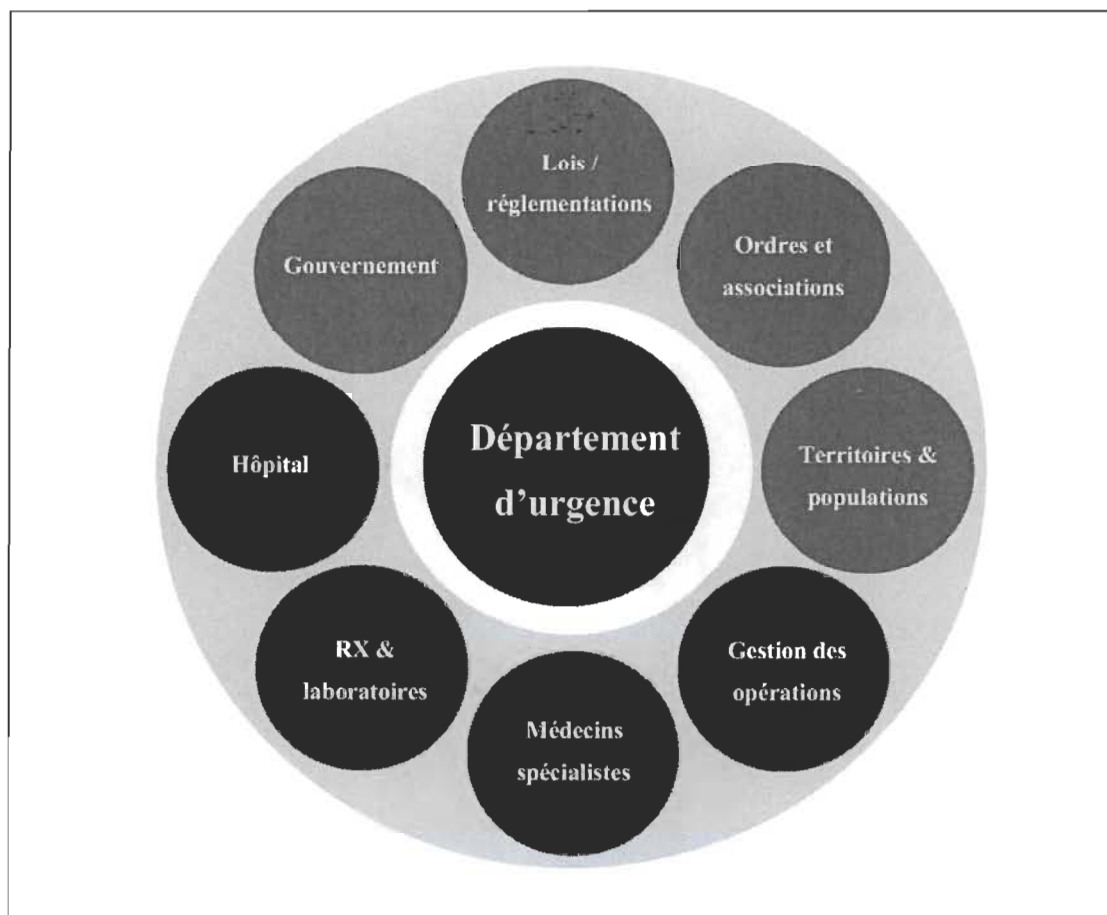 Lois /
réglementations
Ordres et
associations
Gouvernement
Territoires &
populations
Hôpital
Département
d'urgence
Gestion des
opérations
RX &
laboratoires
Médecins
spécialistes